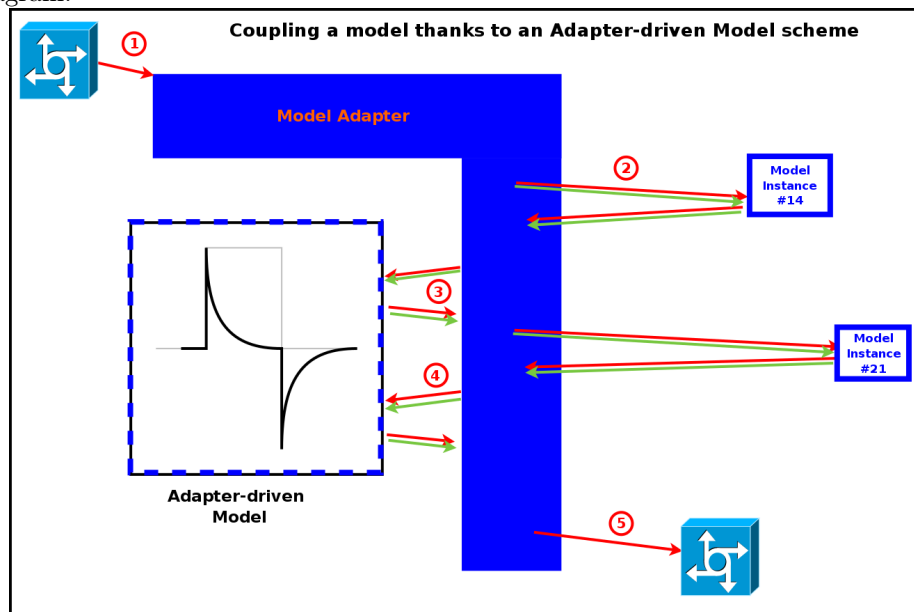 Coupling a model thanks to an Adapter-driven Model scheme
1
Model Adapter
2
Model
Instance
#14
3
Model
Instance
#21
4
Adapter-driven
Model
5